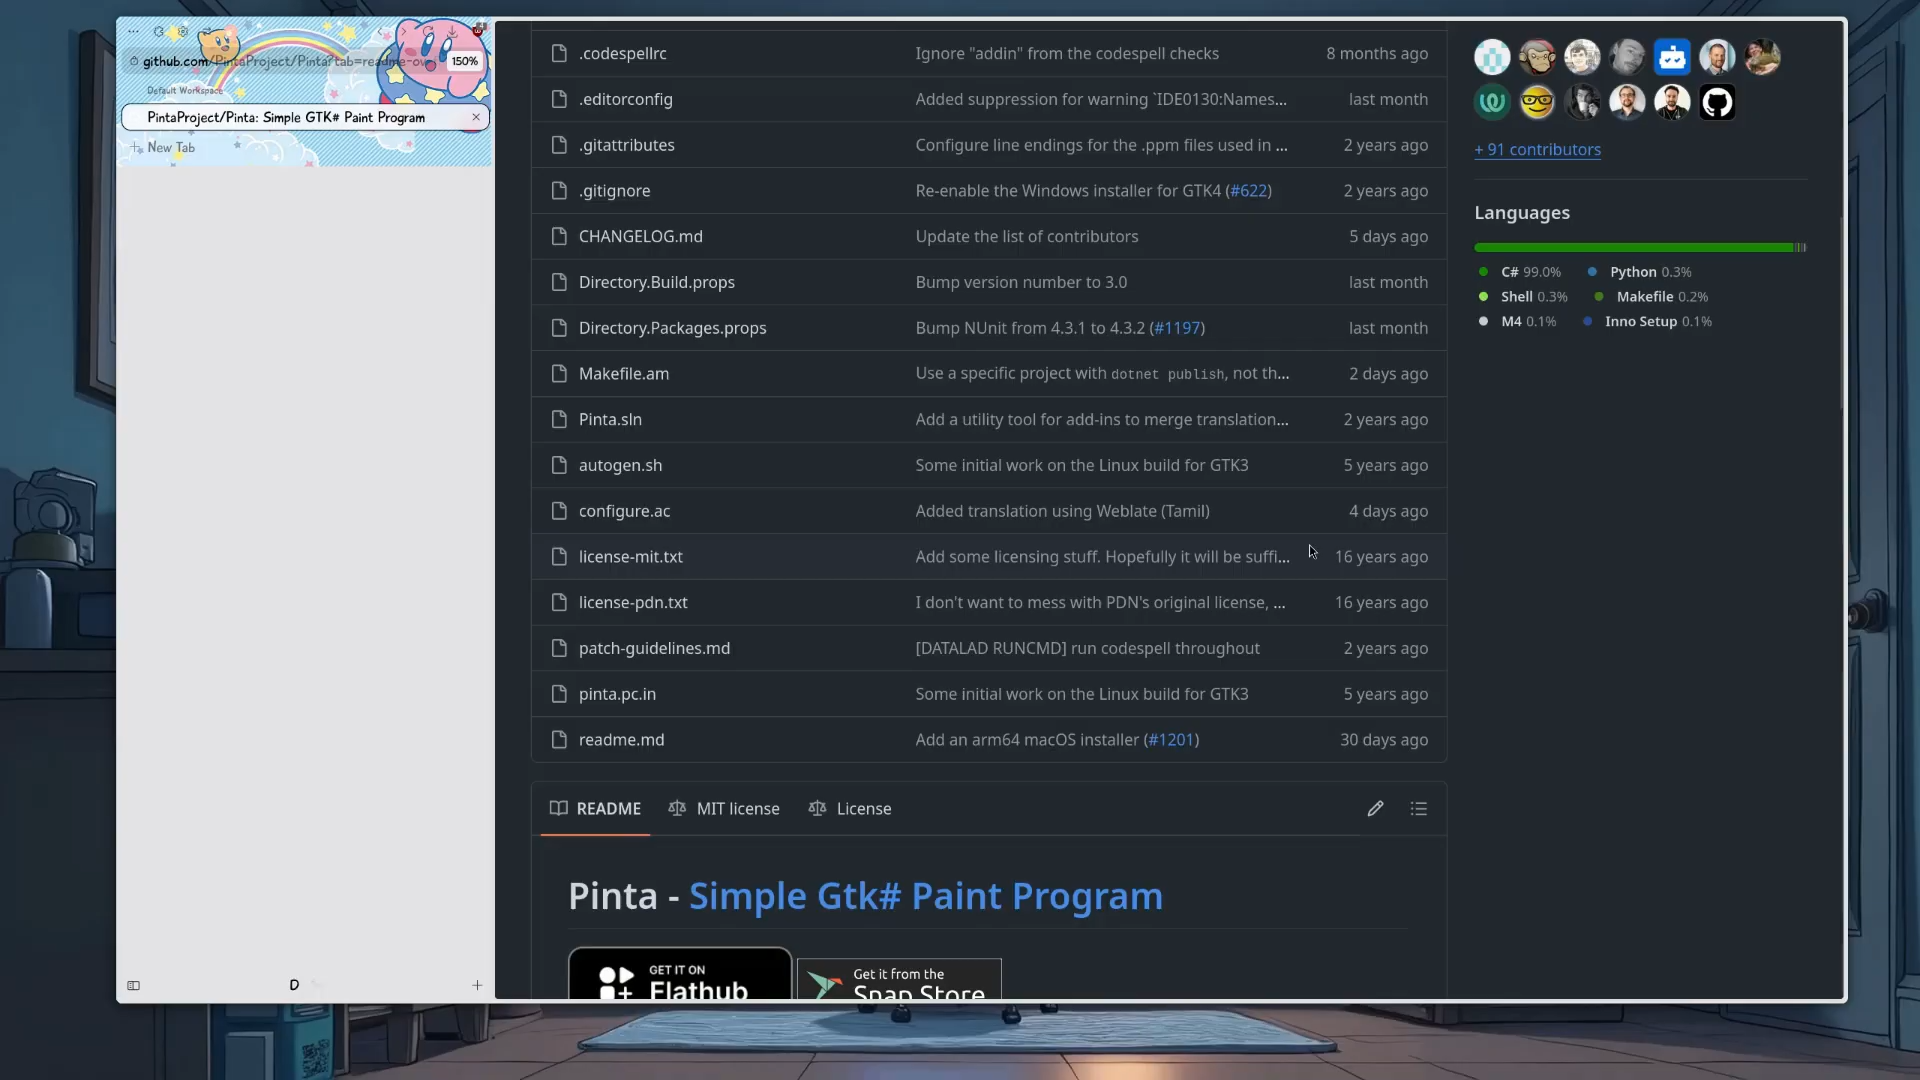 github.com/PintaProject/Pinta?tab=readme-ov
150%
Default Workspace
PintaProject/Pinta: Simple GTK# Paint Program
New Tab
D
.codespellrc Ignore "addin" from the codespell checks 8 months ago
.editorconfig Added suppression for warning `IDE0130:Names... last month
.gitattributes Configure line endings for the .ppm files used in ... 2 years ago
.gitignore Re-enable the Windows installer for GTK4 (#622) 2 years ago
CHANGELOG.md Update the list of contributors 5 days ago
Directory.Build.props Bump version number to 3.0 last month
Directory.Packages.props Bump NUnit from 4.3.1 to 4.3.2 (#1197) last month
Makefile.am Use a specific project with dotnet publish, not th... 2 days ago
Pinta.sln Add a utility tool for add-ins to merge translation... 2 years ago
autogen.sh Some initial work on the Linux build for GTK3 5 years ago
configure.ac Added translation using Weblate (Tamil) 4 days ago
license-mit.txt Add some licensing stuff. Hopefully it will be suffi... 16 years ago
license-pdn.txt I don't want to mess with PDN's original license, ... 16 years ago
patch-guidelines.md [DATALAD RUNCMD] run codespell throughout 2 years ago
pinta.pc.in Some initial work on the Linux build for GTK3 5 years ago
readme.md Add an arm64 macOS installer (#1201) 30 days ago
README MIT license License
Pinta - Simple Gtk# Paint Program
GET IT ON
Flathub
Get it from the
Snap Store
+ 91 contributors
Languages
C# 99.0% Python 0.3%
Shell 0.3% Makefile 0.2%
M4 0.1% Inno Setup 0.1%